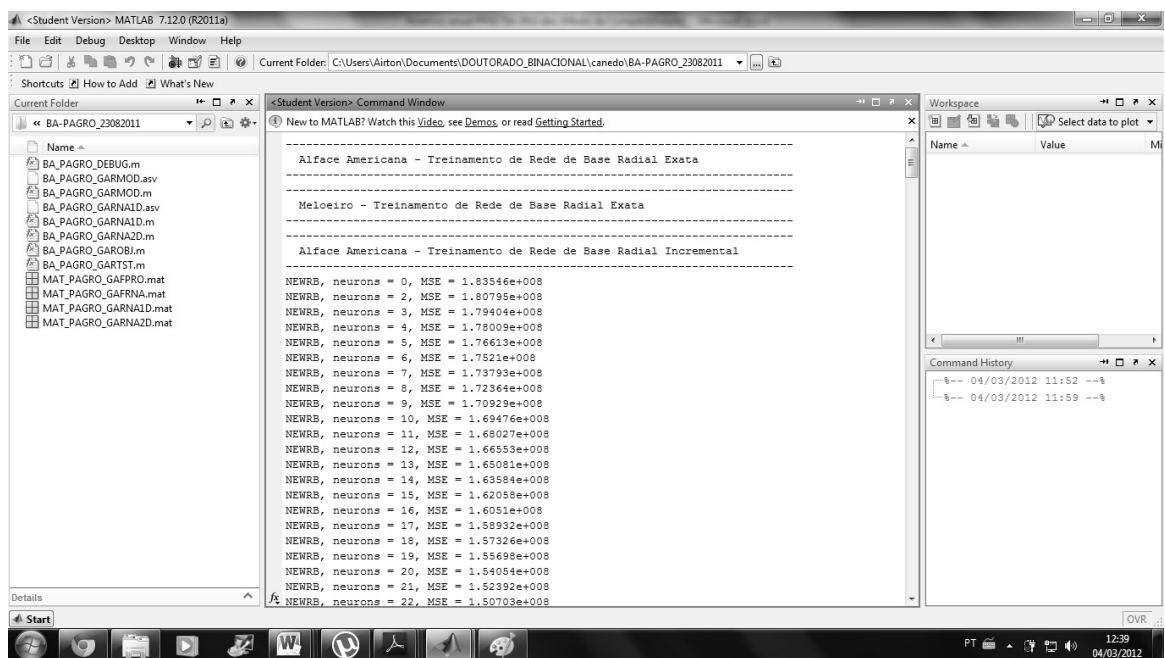 <Student Version> MATLAB 7.12.0 (R2011a)
File Edit Debug Desktop Window Help
Current Folder: C:\Users\Airton\Documents\DOUTORADO_BINACIONAL\canedo\BA-PAGRO_23082011
Shortcuts How to Add What's New
Current Folder
« BA-PAGRO_23082011
Name
BA_PAGRO_DEBUG.m
BA_PAGRO_GARMOD.asv
BA_PAGRO_GARMOD.m
BA_PAGRO_GARNA1D.asv
BA_PAGRO_GARNA1D.m
BA_PAGRO_GARNA2D.m
BA_PAGRO_GAROBJ.m
BA_PAGRO_GARTST.m
MAT_PAGRO_GAFPRO.mat
MAT_PAGRO_GAFRNA.mat
MAT_PAGRO_GARNA1D.mat
MAT_PAGRO_GARNA2D.mat
Details
<Student Version> Command Window
New to MATLAB? Watch this Video, see Demos, or read Getting Started.
Alface Americana - Treinamento de Rede de Base Radial Exata
Meloeiro - Treinamento de Rede de Base Radial Exata
Alface Americana - Treinamento de Rede de Base Radial Incremental
NEWRB, neurons = 0, MSE = 1.83546e+008
NEWRB, neurons = 2, MSE = 1.80795e+008
NEWRB, neurons = 3, MSE = 1.79404e+008
NEWRB, neurons = 4, MSE = 1.78009e+008
NEWRB, neurons = 5, MSE = 1.76613e+008
NEWRB, neurons = 6, MSE = 1.7521e+008
NEWRB, neurons = 7, MSE = 1.73793e+008
NEWRB, neurons = 8, MSE = 1.72364e+008
NEWRB, neurons = 9, MSE = 1.70929e+008
NEWRB, neurons = 10, MSE = 1.69476e+008
NEWRB, neurons = 11, MSE = 1.68027e+008
NEWRB, neurons = 12, MSE = 1.66553e+008
NEWRB, neurons = 13, MSE = 1.65081e+008
NEWRB, neurons = 14, MSE = 1.63584e+008
NEWRB, neurons = 15, MSE = 1.62058e+008
NEWRB, neurons = 16, MSE = 1.6051e+008
NEWRB, neurons = 17, MSE = 1.58932e+008
NEWRB, neurons = 18, MSE = 1.57326e+008
NEWRB, neurons = 19, MSE = 1.55698e+008
NEWRB, neurons = 20, MSE = 1.54054e+008
NEWRB, neurons = 21, MSE = 1.52392e+008
fx NEWRB, neurons = 22, MSE = 1.50703e+008
Workspace
Select data to plot
Name Value Mi
Command History
%-- 04/03/2012 11:52 --%
%-- 04/03/2012 11:59 --%
Start
OVR
PT
12:39
04/03/2012